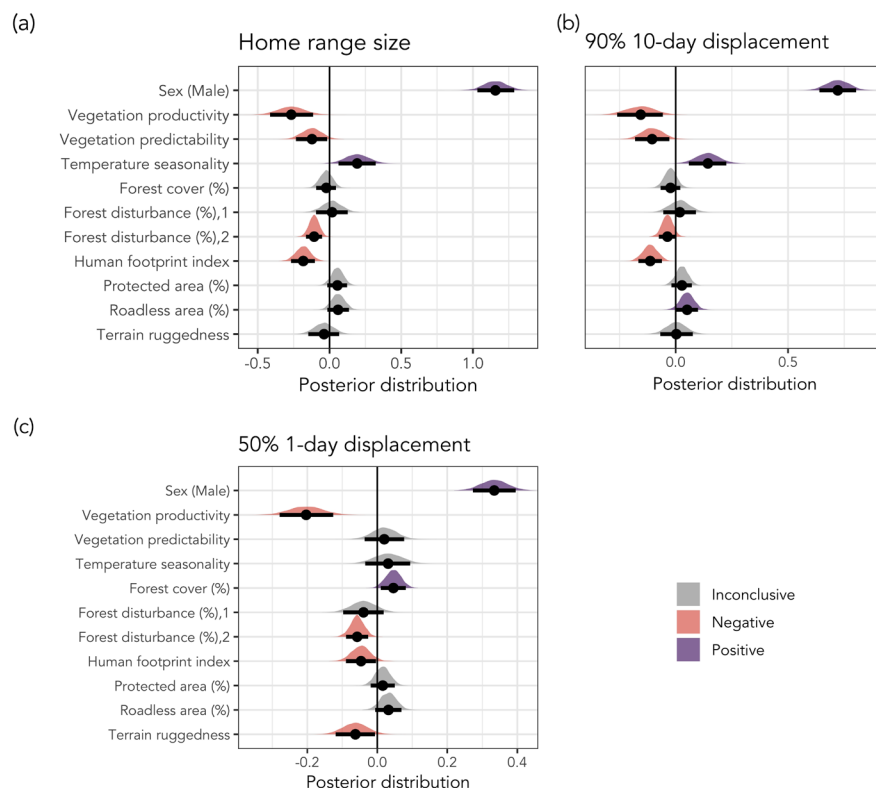 (a)
Home range size
Sex (Male)
Vegetation productivity
Vegetation predictability
Temperature seasonality
Forest cover (%)
Forest disturbance (%),1
Forest disturbance (%),2
Human footprint index
Protected area (%)
Roadless area (%)
Terrain ruggedness
-0.5 0.0 0.5 1.0
Posterior distribution
(b)
90% 10-day displacement
0.0 0.5
Posterior distribution
(c)
50% 1-day displacement
Sex (Male)
Vegetation productivity
Vegetation predictability
Temperature seasonality
Forest cover (%)
Forest disturbance (%),1
Forest disturbance (%),2
Human footprint index
Protected area (%)
Roadless area (%)
Terrain ruggedness
-0.2 0.0 0.2 0.4
Posterior distribution
Inconclusive
Negative
Positive